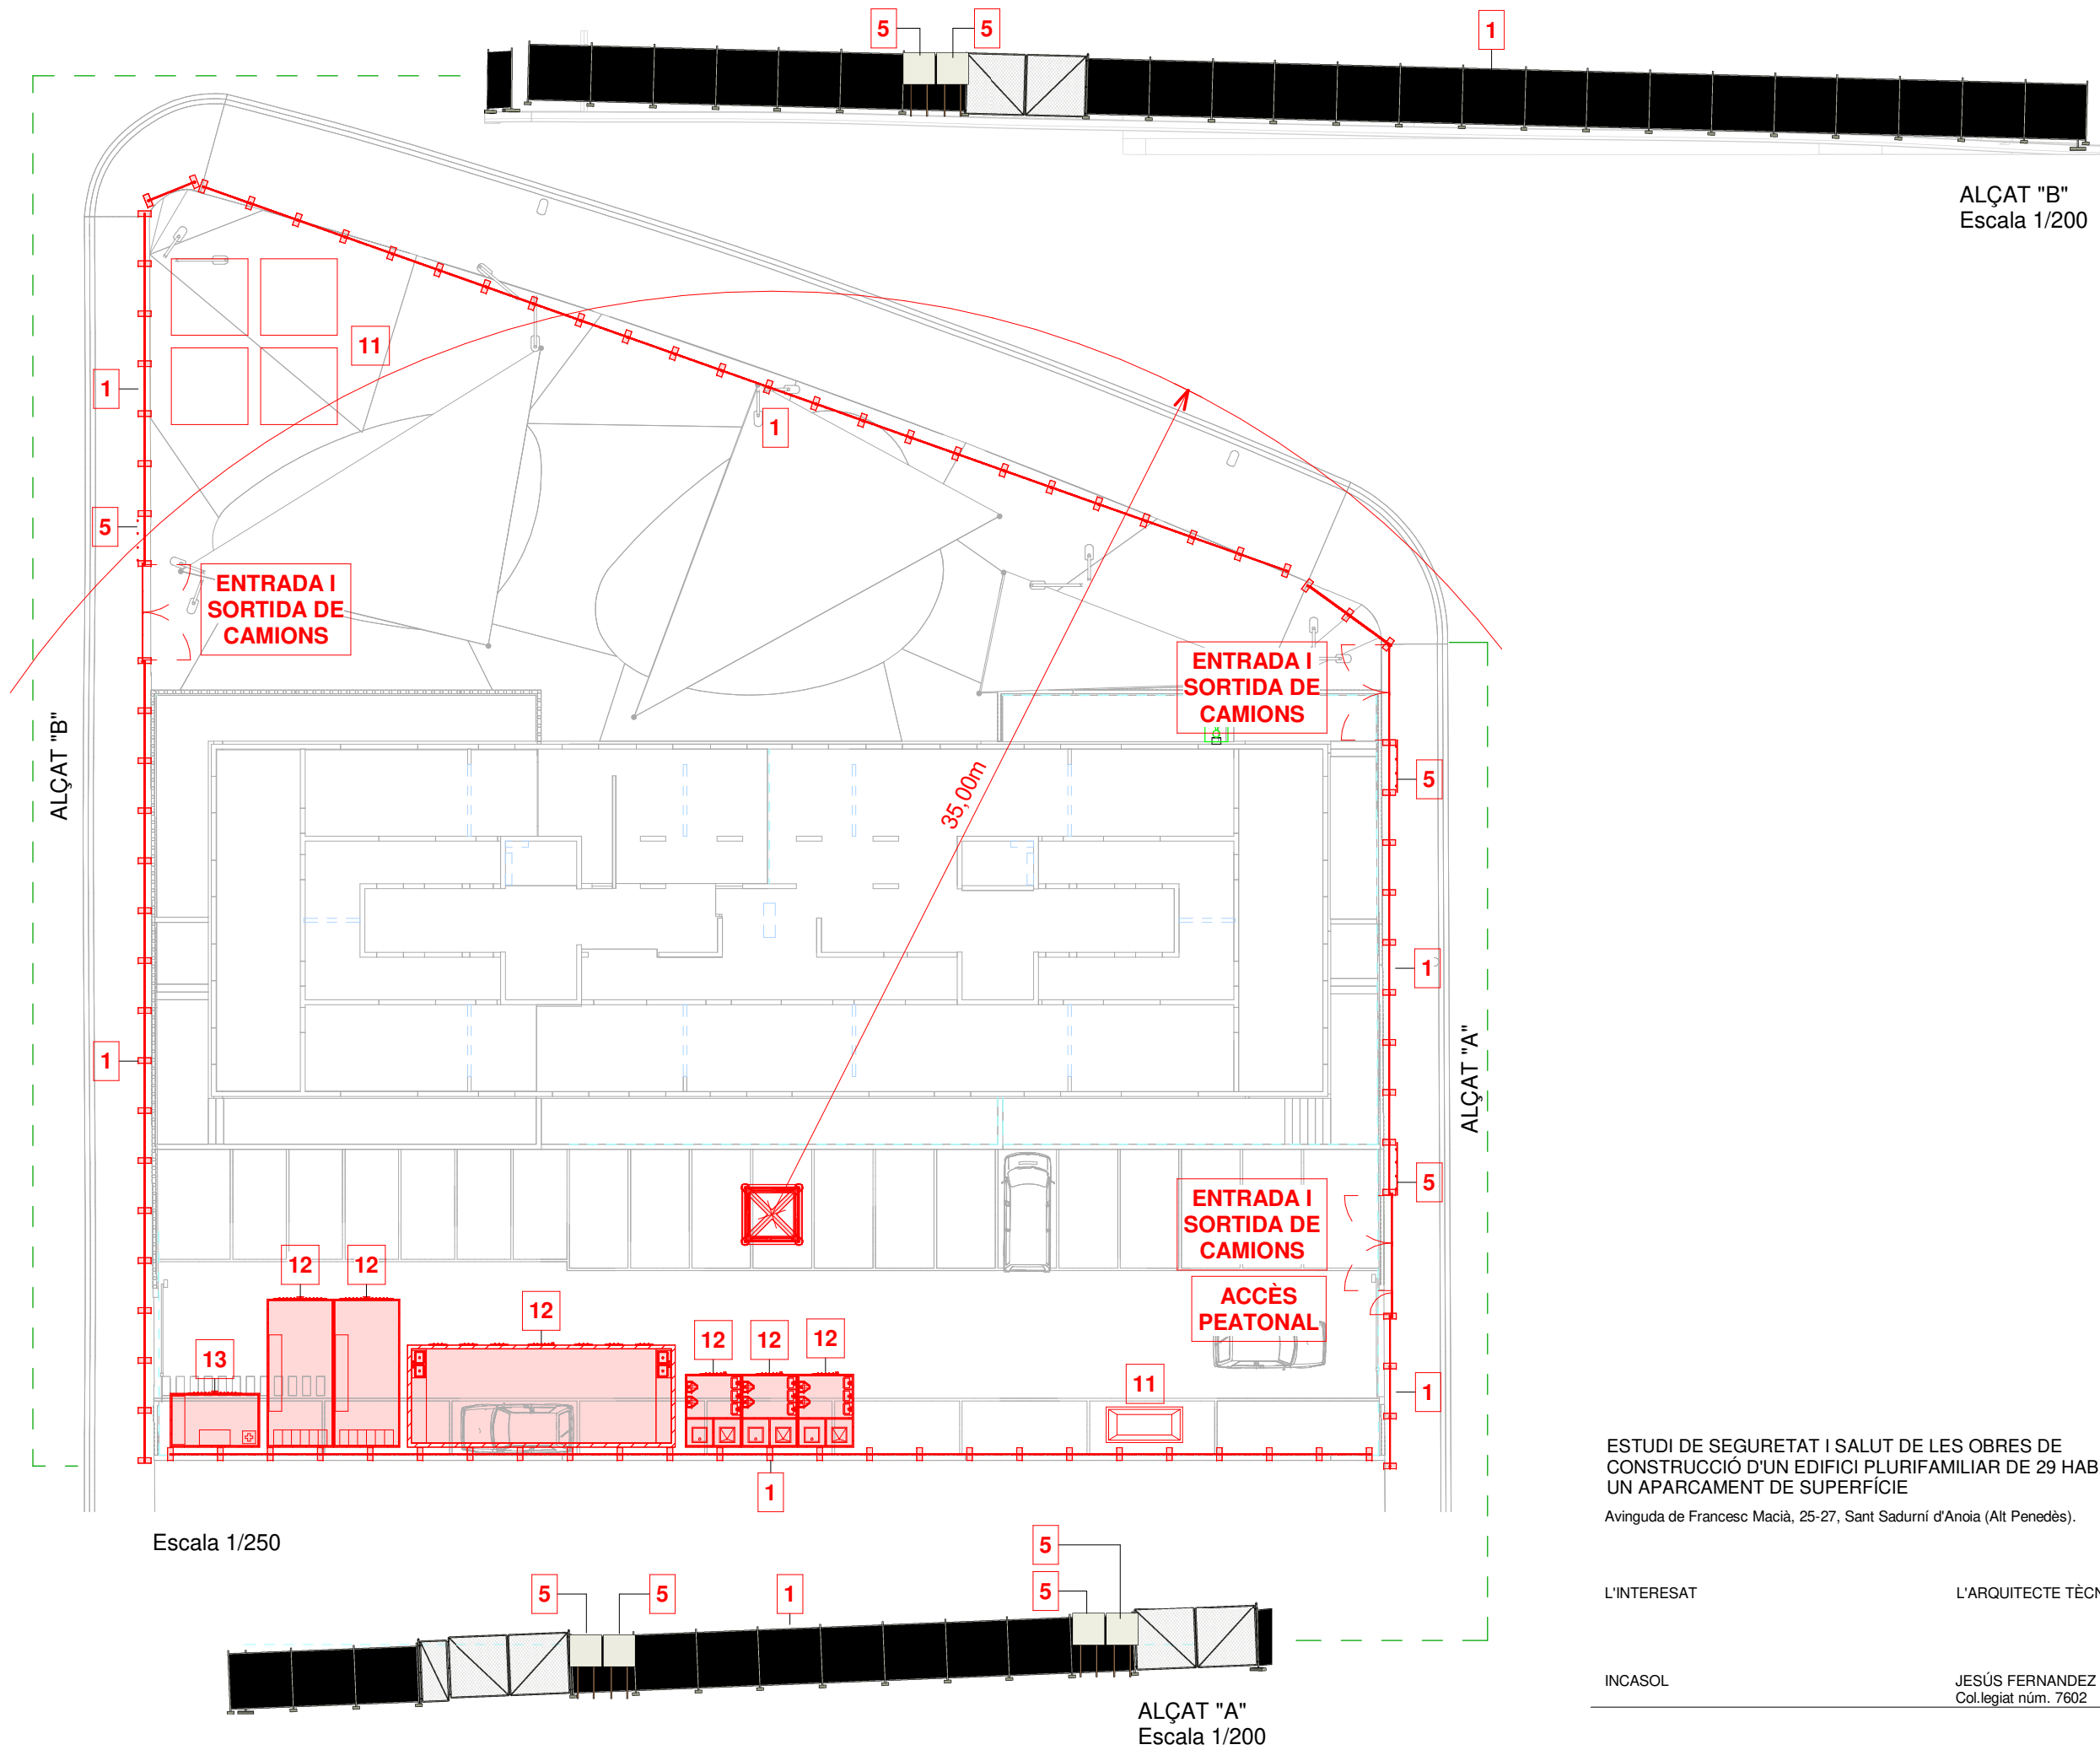 5
5
1
ALÇAT "B"
Escala 1/200
11
1
1
5
ENTRADA I
SORTIDA DE
CAMIONS
ENTRADA I
SORTIDA DE
CAMIONS
ALÇAT "B"
35,00m
5
1
1
ALÇAT "A"
5
ENTRADA I
SORTIDA DE
CAMIONS
ACCÈS
PEATONAL
12
12
12
12
12
12
13
11
1
1
Escala 1/250
5
5
1
5
5
ALÇAT "A"
Escala 1/200
ESTUDI DE SEGURETAT I SALUT DE LES OBRES DE
CONSTRUCCIÓ D'UN EDIFICI PLURIFAMILIAR DE 29 HAB
UN APARCAMENT DE SUPERFÍCIE
Avinguda de Francesc Macià, 25-27, Sant Sadurní d'Anoia (Alt Penedès).
L'INTERESAT
L'ARQUITECTE TÈCN
INCASOL
JESÚS FERNANDEZ
Col.legiat núm. 7602